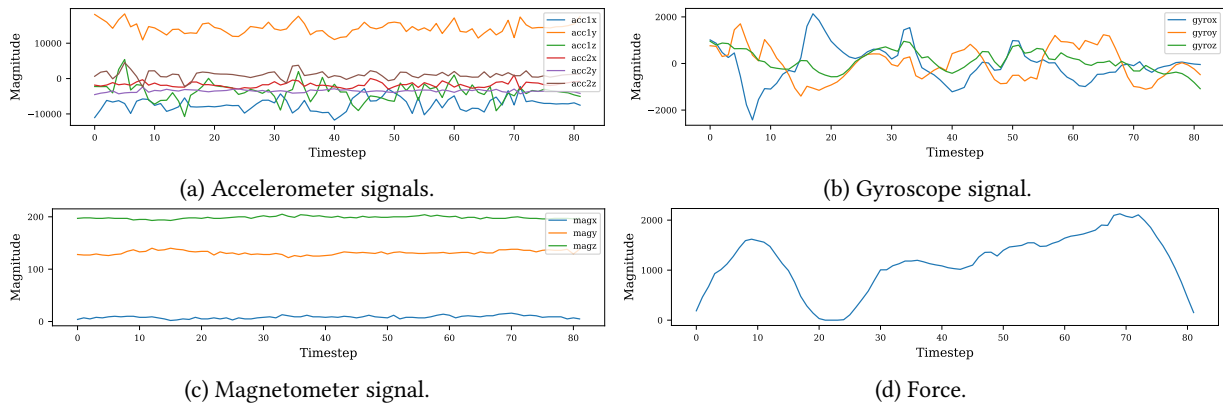 Magnitude
10000
0
−10000
acc1x
acc1y
acc1z
acc2x
acc2y
acc2z
0 10 20 30 40 50 60 70 80
Timestep
(a) Accelerometer signals.
Magnitude
2000
0
−2000
gyrox
gyroy
gyroz
0 10 20 30 40 50 60 70 80
Timestep
(b) Gyroscope signal.
Magnitude
200
100
0
magx
magy
magz
0 10 20 30 40 50 60 70 80
Timestep
(c) Magnetometer signal.
Magnitude
2000
1000
0
0 10 20 30 40 50 60 70 80
Timestep
(d) Force.